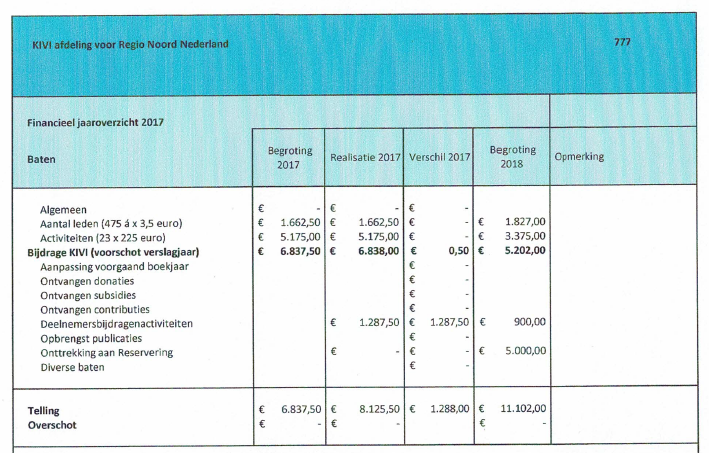 KIVI afdeling voor Regio Noord Nederland 777
Financieel jaaroverzicht 2017
Baten Begroting 2017 Realisatie 2017 Verschil 2017 Begroting 2018 Opmerking
Algemeen € - € - € -
Aantal leden (475 á x 3,5 euro) € 1.662,50 € 1.662,50 € - € 1.827,00
Activiteiten (23 x 225 euro) € 5.175,00 € 5.175,00 € - € 3.375,00
Bijdrage KIVI (voorschot verslagjaar) € 6.837,50 € 6.838,00 € 0,50 € 5.202,00
Aanpassing voorgaand boekjaar € -
Ontvangen donaties € -
Ontvangen subsidies € -
Ontvangen contributies € -
Deelnemersbijdragenactiviteiten € 1.287,50 € 1.287,50 € 900,00
Opbrengst publicaties € -
Onttrekking aan Reservering € - € - € 5.000,00
Diverse baten € -
Telling € 6.837,50 € 8.125,50 € 1.288,00 € 11.102,00
Overschot € - € - € -